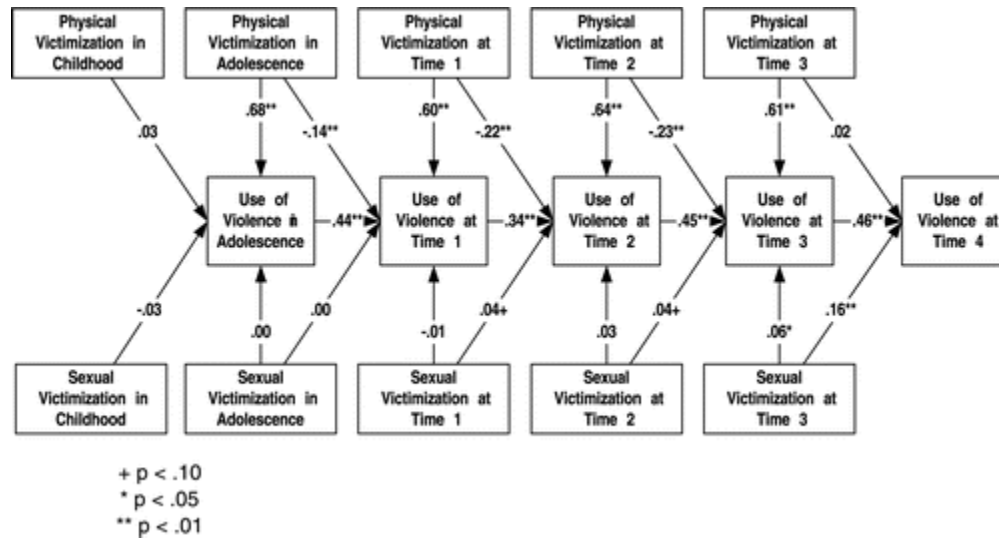 Physical
Victimization in
Childhood
Physical
Victimization in
Adolescence
Physical
Victimization at
Time 1
Physical
Victimization at
Time 2
Physical
Victimization at
Time 3
.03
.68**
-.14**
.60**
-.22**
.64**
-.23**
.61**
.02
Use of
Violence in
Adolescence
.44**
Use of
Violence at
Time 1
.34**
Use of
Violence at
Time 2
.45**
Use of
Violence at
Time 3
.46**
Use of
Violence at
Time 4
-.03
.00
.00
-.01
.04+
.03
.04+
.06*
.16**
Sexual
Victimization in
Childhood
Sexual
Victimization in
Adolescence
Sexual
Victimization at
Time 1
Sexual
Victimization at
Time 2
Sexual
Victimization at
Time 3
+ p < .10
* p < .05
** p < .01